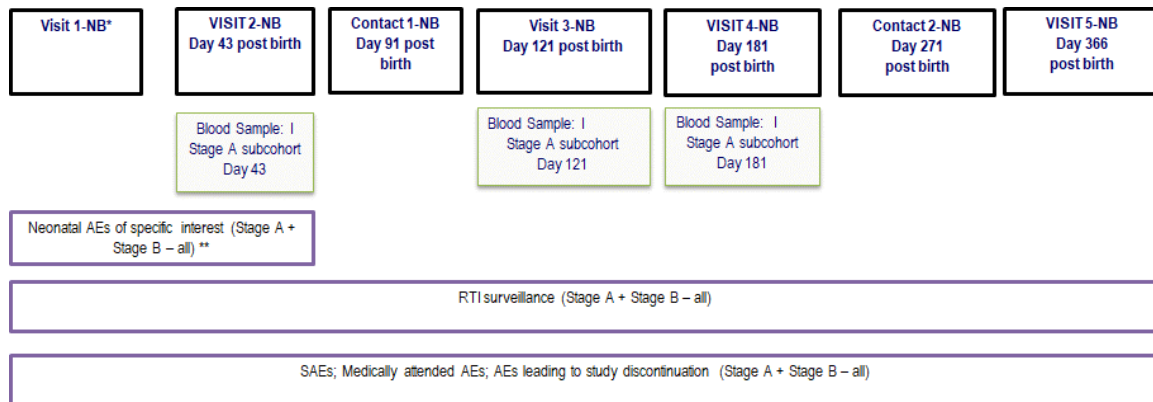 Visit 1-NB*
VISIT 2-NB
Day 43 post birth
Contact 1-NB
Day 91 post
birth
Visit 3-NB
Day 121 post birth
VISIT 4-NB
Day 181
post birth
Contact 2-NB
Day 271
post birth
VISIT 5-NB
Day 366
post birth
Blood Sample: I
Stage A subcohort
Day 43
Blood Sample: I
Stage A subcohort
Day 121
Blood Sample: I
Stage A subcohort
Day 181
Neonatal AEs of specific interest (Stage A +
Stage B – all) **
RTI surveillance (Stage A + Stage B – all)
SAEs; Medically attended AEs; AEs leading to study discontinuation (Stage A + Stage B – all)